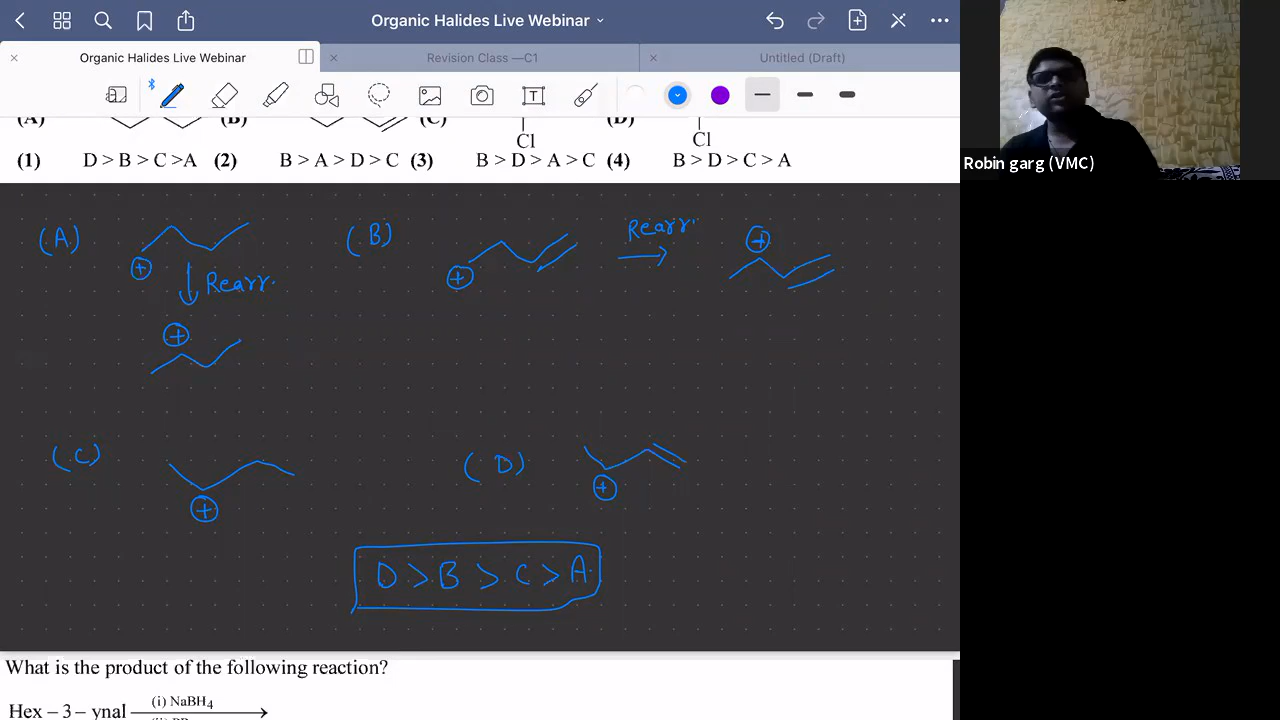 Organic Halides Live Webinar
Organic Halides Live Webinar
Revision Class —C1
Untitled (Draft)
T
(A) (B) (C) (D)
Cl Cl
(1) D > B > C >A (2) B > A > D > C (3) B > D > A > C (4) B > D > C > A
Robin garg (VMC)
(A) (B) Rearr.
+ + +
Rearr.
+
(C) (D)
+ +
D > B > C > A
What is the product of the following reaction?
Hex – 3 – ynal (i) NaBH4